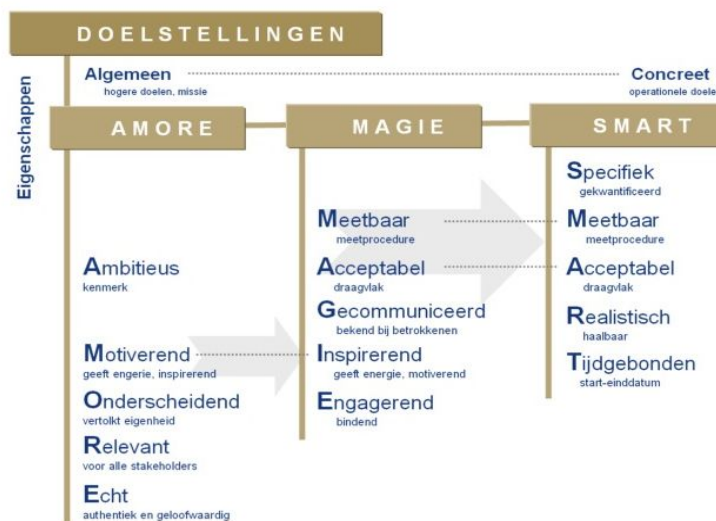 DOELSTELLINGEN
Eigenschappen
Algemeen
hogere doelen, missie
Concreet
operationele doele
AMORE
MAGIE
SMART
Ambitieus
kenmerk
Motiverend
geeft engerie, inspirerend
Onderscheidend
vertolkt eigenheid
Relevant
voor alle stakeholders
Echt
authentiek en geloofwaardig
Meetbaar
meetprocedure
Acceptabel
draagvlak
Gecommuniceerd
bekend bij betrokkenen
Inspirerend
geeft energie, motiverend
Engagerend
bindend
Specifiek
gekwantificeerd
Meetbaar
meetprocedure
Acceptabel
draagvlak
Realistisch
haalbaar
Tijdgebonden
start-einddatum